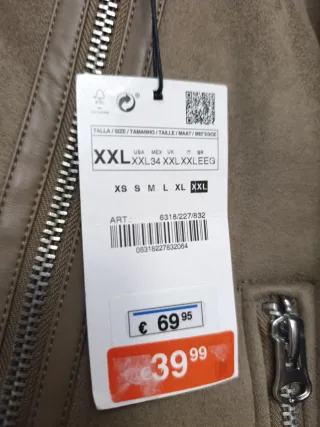 TALLA / SIZE / TAMANHO / TAILLE / MAAT / ΜΕΓΕΘΟΣ
USA MEX UK IT BR
XXL XXL 34 XXL XXL EEG
XS S M L XL XXL
ART.: 6318/227/832
06318227832064
€ 69 95
39 99